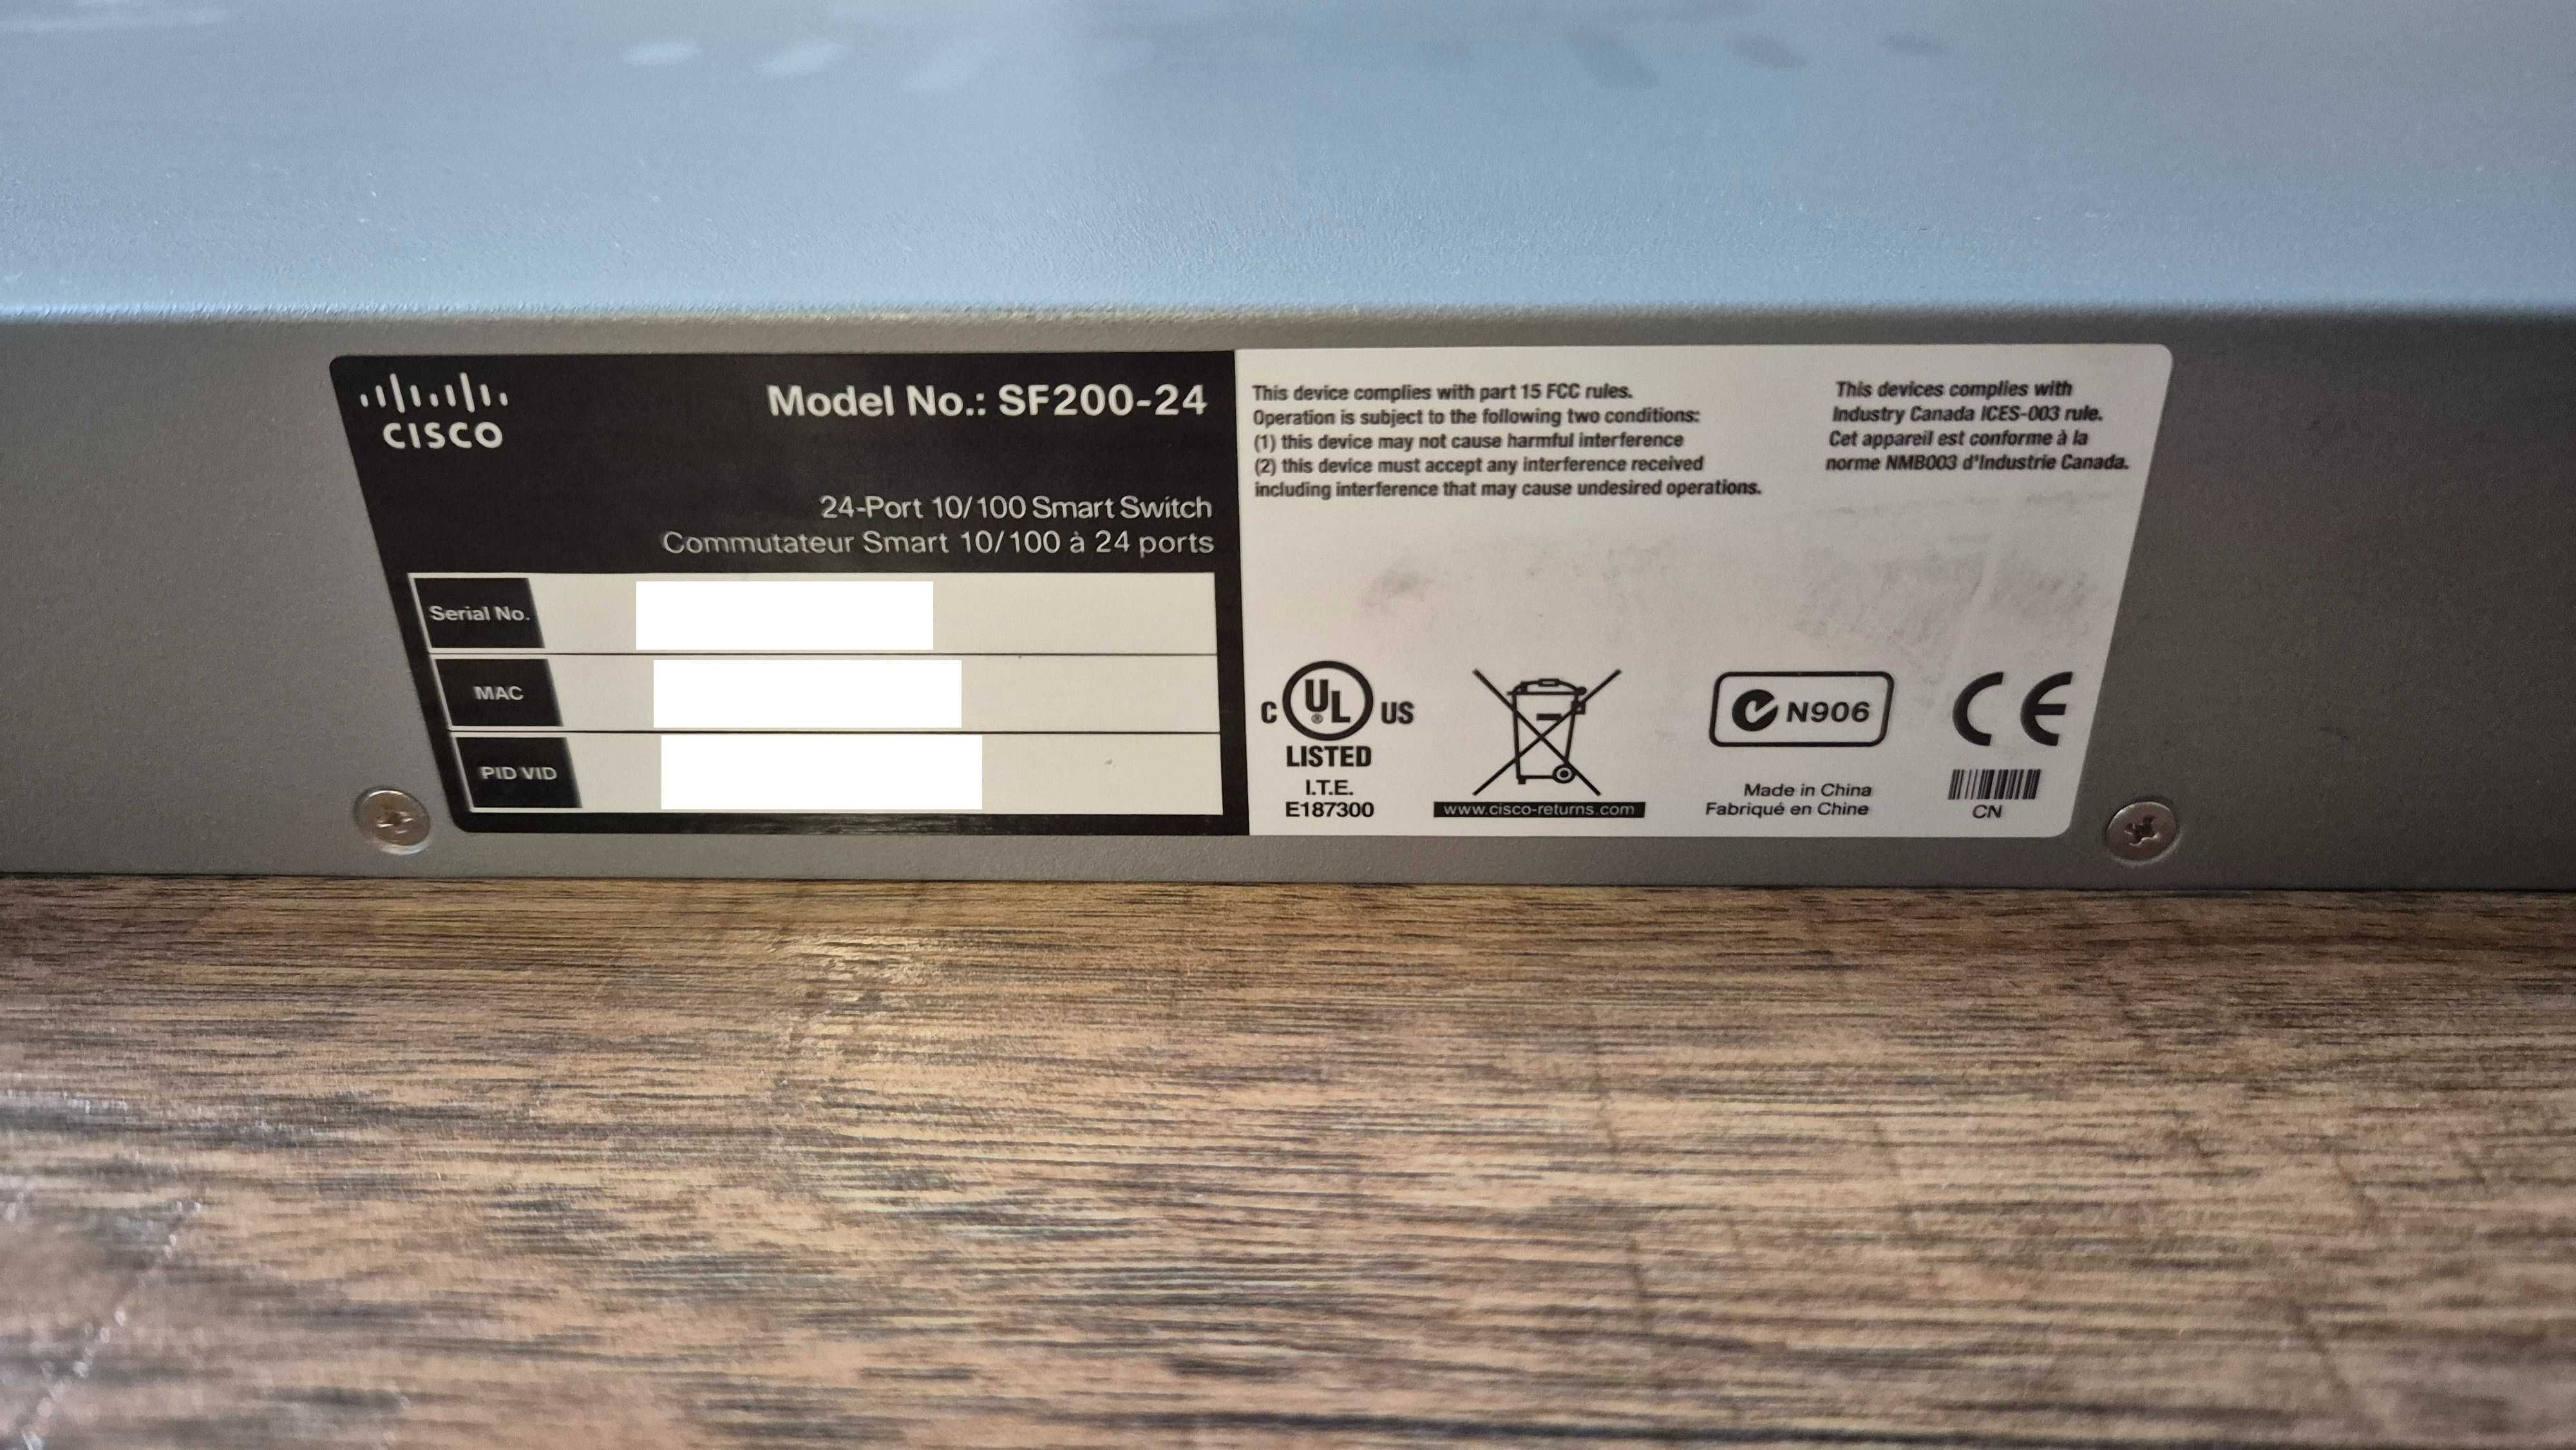 CISCO
Model No.: SF200-24
24-Port 10/100 Smart Switch
Commutateur Smart 10/100 à 24 ports
Serial No.
MAC
PID VID
This device complies with part 15 FCC rules.
Operation is subject to the following two conditions:
(1) this device may not cause harmful interference
(2) this device must accept any interference received
including interference that may cause undesired operations.
This devices complies with
Industry Canada ICES-003 rule.
Cet appareil est conforme à la
norme NMB003 d'Industrie Canada.
C UL ® US
LISTED
I.T.E.
E187300
www.cisco-returns.com
N906
Made in China
Fabriqué en Chine
CE
CN